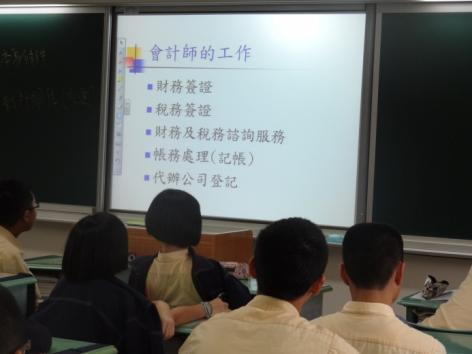 會計師的工作
財務簽證
稅務簽證
財務及稅務諮詢服務
帳務處理(記帳)
代辦公司登記